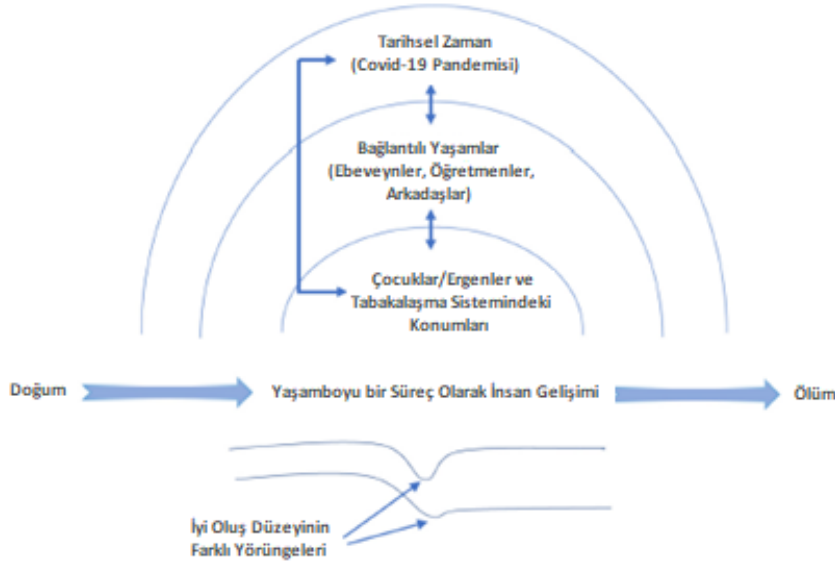 Tarihsel Zaman
(Covid-19 Pandemisi)
Bağlantılı Yaşamlar
(Ebeveynler, Öğretmenler,
Arkadaşlar)
Çocuklar/Ergenler ve
Tabakalaşma Sistemindeki
Konumları
Doğum
Yaşamboyu bir Süreç Olarak İnsan Gelişimi
Ölüm
İyi Oluş Düzeyinin
Farklı Yörüngeleri